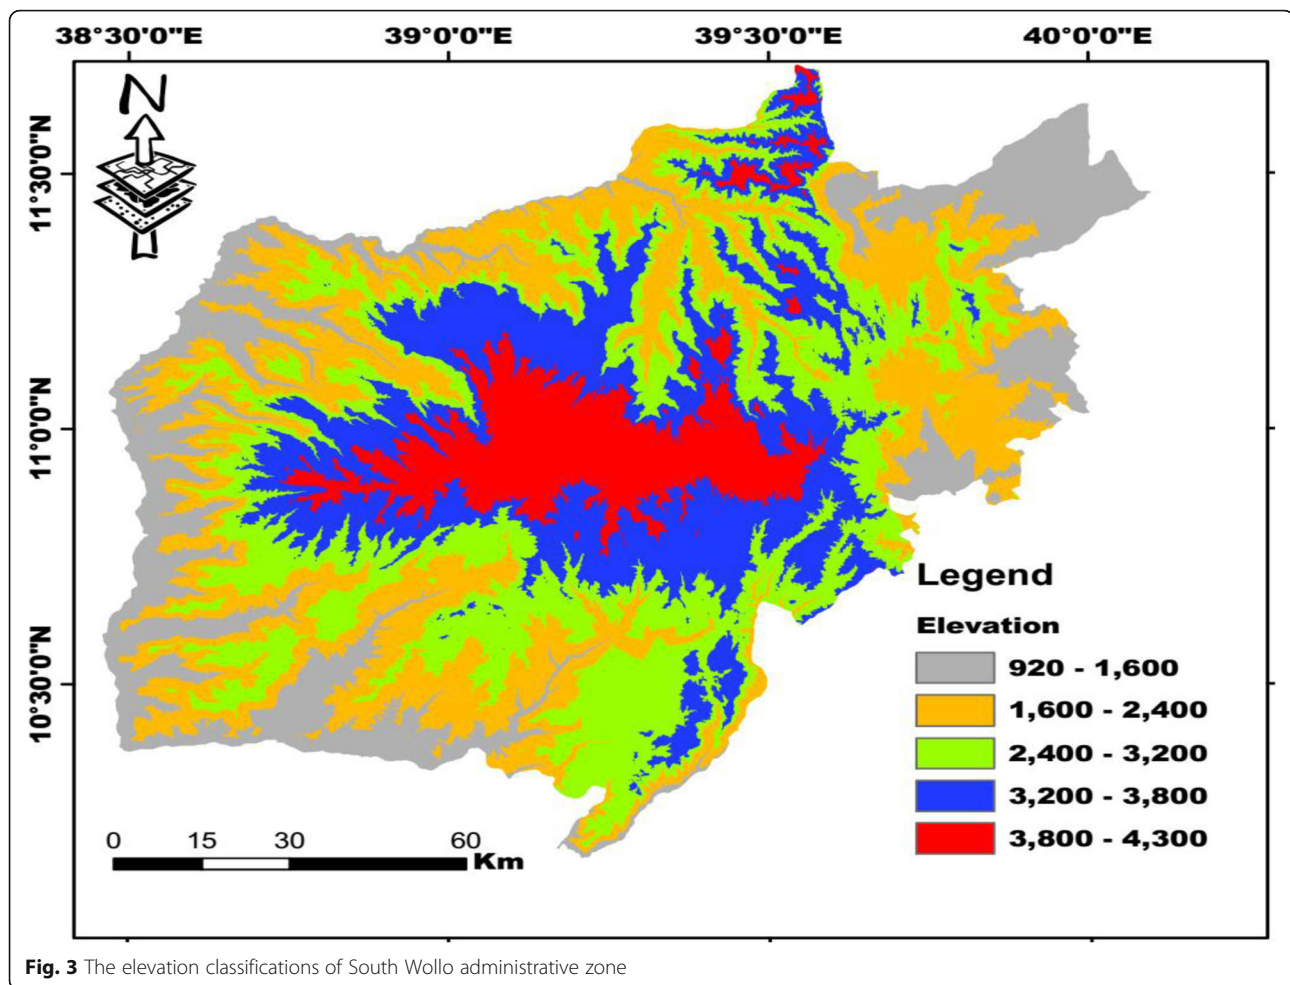 38°30'0"E 39°0'0"E 39°30'0"E 40°0'0"E
N
11°30'0"N
11°0'0"N
10°30'0"N
Legend
Elevation
920 - 1,600
1,600 - 2,400
2,400 - 3,200
3,200 - 3,800
3,800 - 4,300
0 15 30 60
Km
Fig. 3 The elevation classifications of South Wollo administrative zone